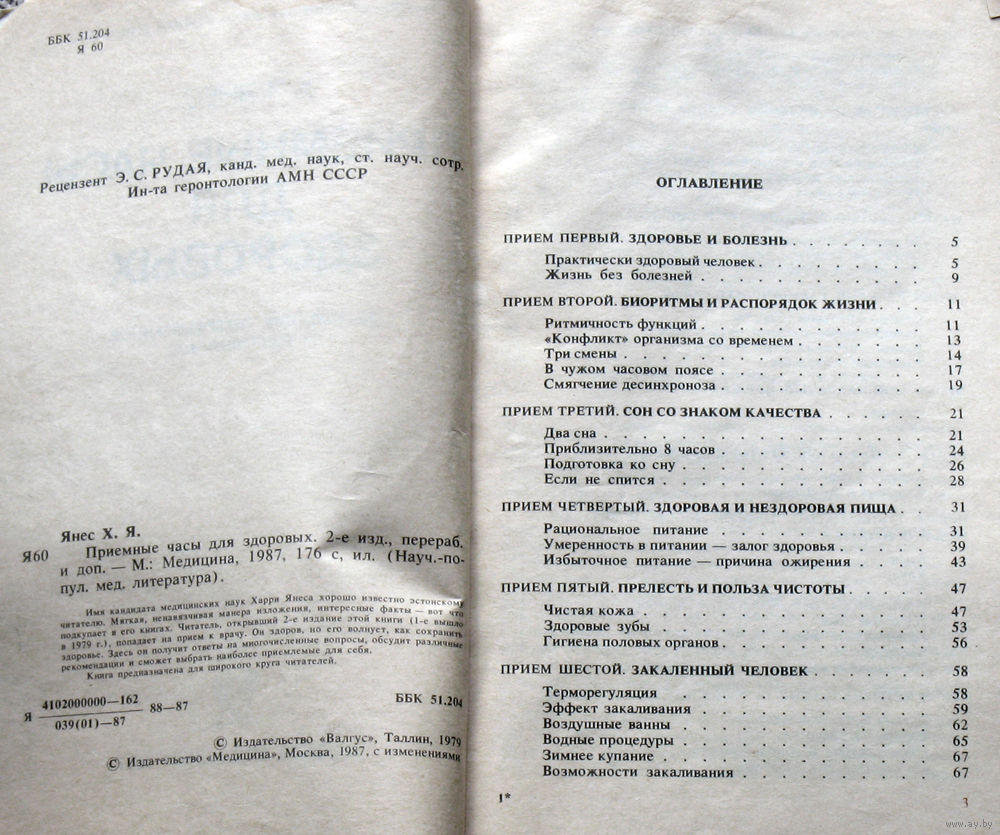 ББК 51.204
Я 60
Рецензент Э. С. РУДАЯ, канд. мед. наук, ст. науч. сотр.
Ин-та геронтологии АМН СССР
Янес Х. Я.
Я60 Приемные часы для здоровых. 2-е изд., перераб.
и доп. — М.: Медицина, 1987, 176 с, ил. (Науч.-по-
пул. мед. литература).
Имя кандидата медицинских наук Харри Янеса хорошо известно эстонскому
читателю. Мягкая, ненавязчивая манера изложения, интересные факты — вот что
подкупает в его книгах. Читатель, открывший 2-е издание этой книги (1-е вышло
в 1979 г.), попадает на прием к врачу. Он здоров, но его волнует, как сохранить
здоровье. Здесь он получит ответы на многочисленные вопросы, обсудит различные
рекомендации и сможет выбрать наиболее приемлемые для себя.
Книга предназначена для широкого круга читателей.
Я 4102000000—162
039(01)—87 88—87 ББК 51.204
© Издательство «Валгус», Таллин, 1979
© Издательство «Медицина», Москва, 1987, с изменениями
ОГЛАВЛЕНИЕ
ПРИЕМ ПЕРВЫЙ. ЗДОРОВЬЕ И БОЛЕЗНЬ . . . . . . . . 5
Практически здоровый человек . . . . . . . . . . 5
Жизнь без болезней . . . . . . . . . . . . 9
ПРИЕМ ВТОРОЙ. БИОРИТМЫ И РАСПОРЯДОК ЖИЗНИ . . . 11
Ритмичность функций . . . . . . . . . . . . 11
«Конфликт» организма со временем . . . . . . . . 13
Три смены . . . . . . . . . . . . . . . 14
В чужом часовом поясе . . . . . . . . . . . 17
Смягчение десинхроноза . . . . . . . . . . . 19
ПРИЕМ ТРЕТИЙ. СОН СО ЗНАКОМ КАЧЕСТВА . . . . . . 21
Два сна . . . . . . . . . . . . . . . . 21
Приблизительно 8 часов . . . . . . . . . . . 24
Подготовка ко сну . . . . . . . . . . . . . 26
Если не спится . . . . . . . . . . . . . . 28
ПРИЕМ ЧЕТВЕРТЫЙ. ЗДОРОВАЯ И НЕЗДОРОВАЯ ПИЩА . . 31
Рациональное питание . . . . . . . . . . . 31
Умеренность в питании — залог здоровья . . . . . . 39
Избыточное питание — причина ожирения . . . . . . 43
ПРИЕМ ПЯТЫЙ. ПРЕЛЕСТЬ И ПОЛЬЗА ЧИСТОТЫ . . . . . 47
Чистая кожа . . . . . . . . . . . . . . 47
Здоровые зубы . . . . . . . . . . . . . . 53
Гигиена половых органов . . . . . . . . . . . 56
ПРИЕМ ШЕСТОЙ. ЗАКАЛЕННЫЙ ЧЕЛОВЕК . . . . . . . 58
Терморегуляция . . . . . . . . . . . . . 58
Эффект закаливания . . . . . . . . . . . . 59
Воздушные ванны . . . . . . . . . . . . . 62
Водные процедуры . . . . . . . . . . . . . 65
Зимнее купание . . . . . . . . . . . . . . 67
Возможности закаливания . . . . . . . . . . 67
1* 3
www.ay.by